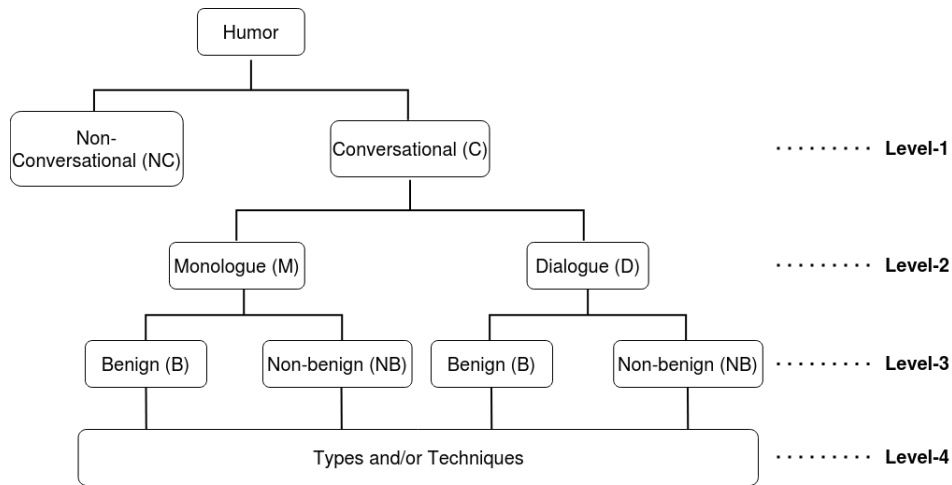 Humor
Non-
Conversational (NC)
Conversational (C)
· · · · · · · · · Level-1
Monologue (M)
Dialogue (D)
· · · · · · · · · Level-2
Benign (B)
Non-benign (NB)
Benign (B)
Non-benign (NB)
· · · · · · · · · Level-3
Types and/or Techniques
· · · · · · · · · Level-4